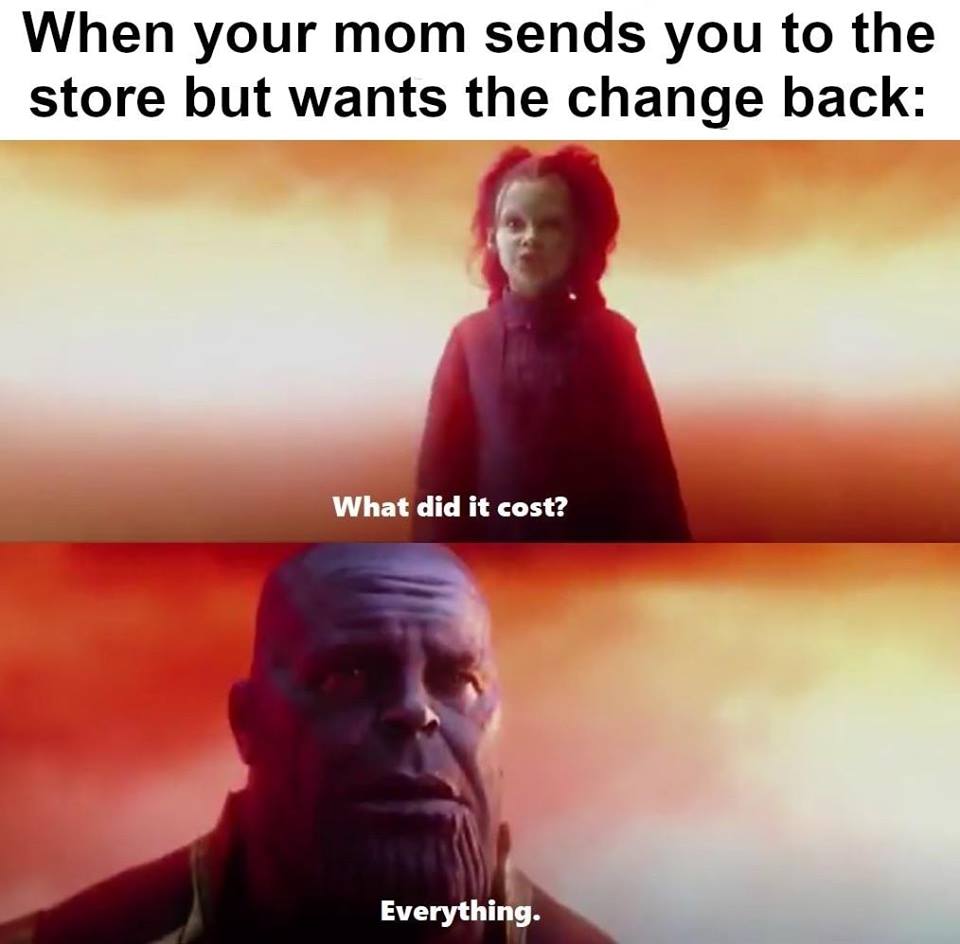 When your mom sends you to the
store but wants the change back:
What did it cost?
Everything.